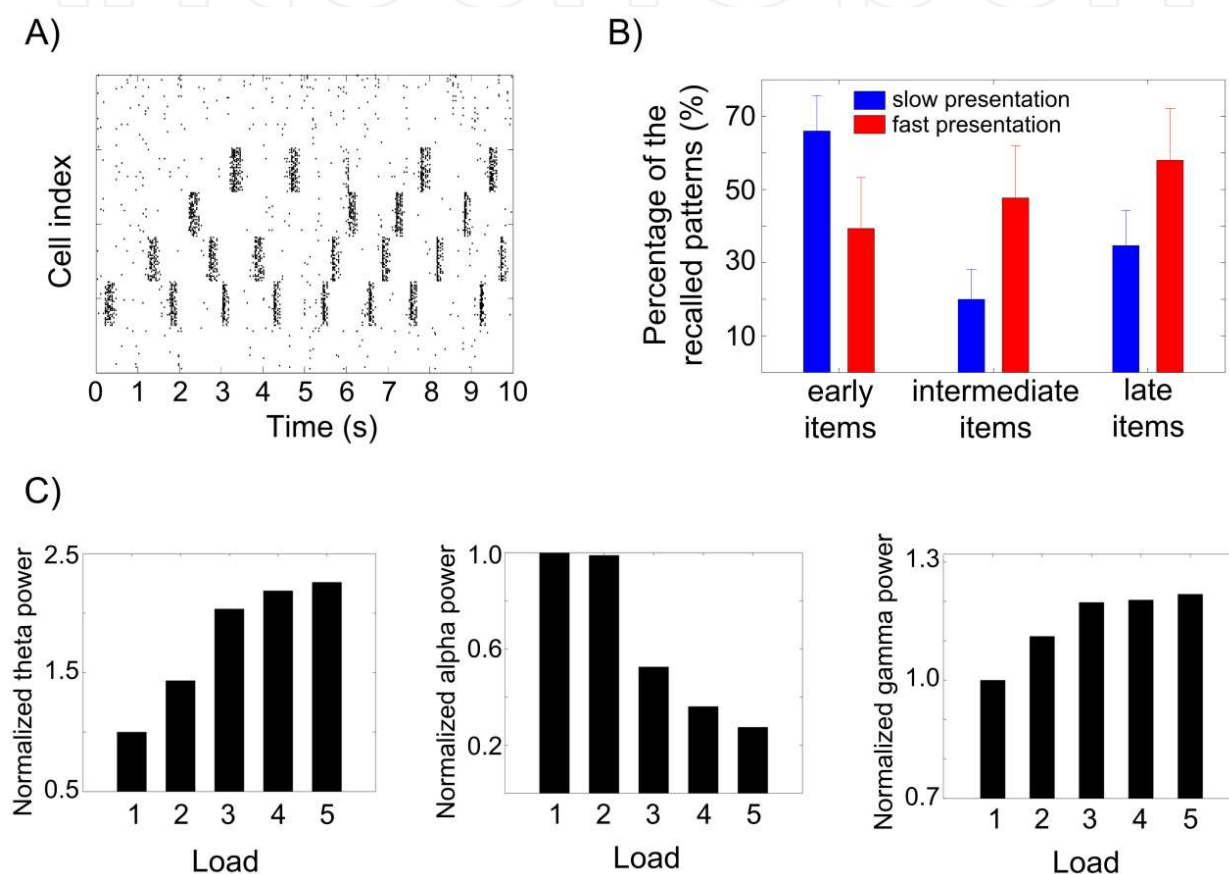 A)
Cell index
0 1 2 3 4 5 6 7 8 9 10
Time (s)
B)
Percentage of the
recalled patterns (%)
70
50
30
10
slow presentation
fast presentation
early
items
intermediate
items
late
items
C)
Normalized theta power
2.5
1.5
0.5
1 2 3 4 5
Load
Normalized alpha power
1.0
0.6
0.2
1 2 3 4 5
Load
Normalized gamma power
1.3
1.0
0.7
1 2 3 4 5
Load